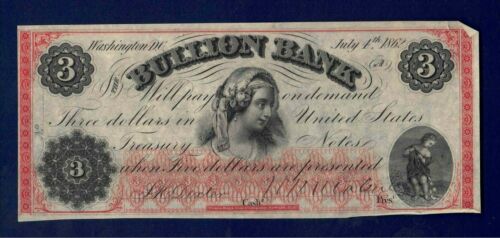 Washington D.C. July 4th 1862
THE BULLION BANK
3 3
(A)
Will pay on demand
Three dollars in United States
Treasury Notes
when Five dollars are presented
3
Cash.r Pres.t